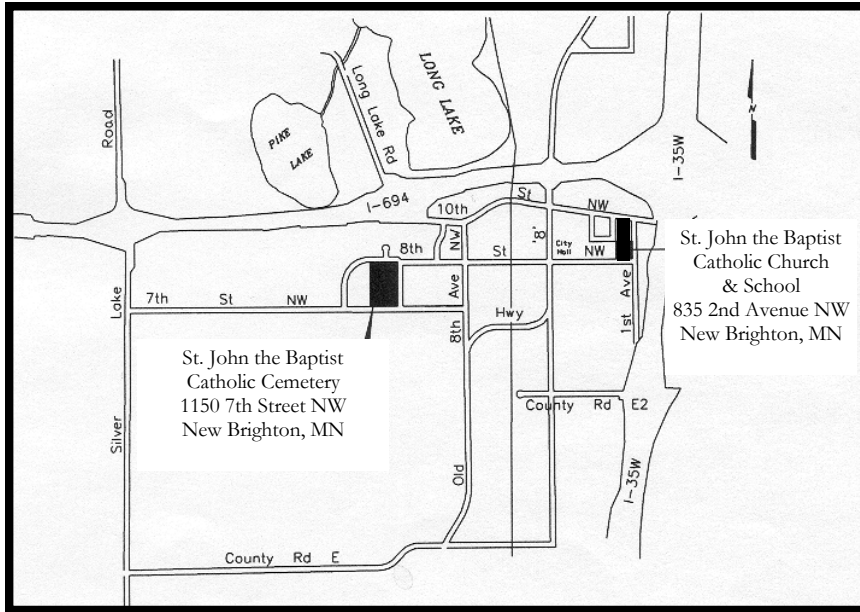 LONG LAKE
Long Lake Rd
PIKE
LAKE
Road
I-35W
N
I-694
10th
St
NW
8th
NW
St
'8'
City
Hall
NW
St. John the Baptist
Catholic Church
& School
835 2nd Avenue NW
New Brighton, MN
7th St NW
Lake
Ave
8th
Hwy
1st Ave
St. John the Baptist
Catholic Cemetery
1150 7th Street NW
New Brighton, MN
County Rd E2
Silver
Old
I-35W
County Rd E